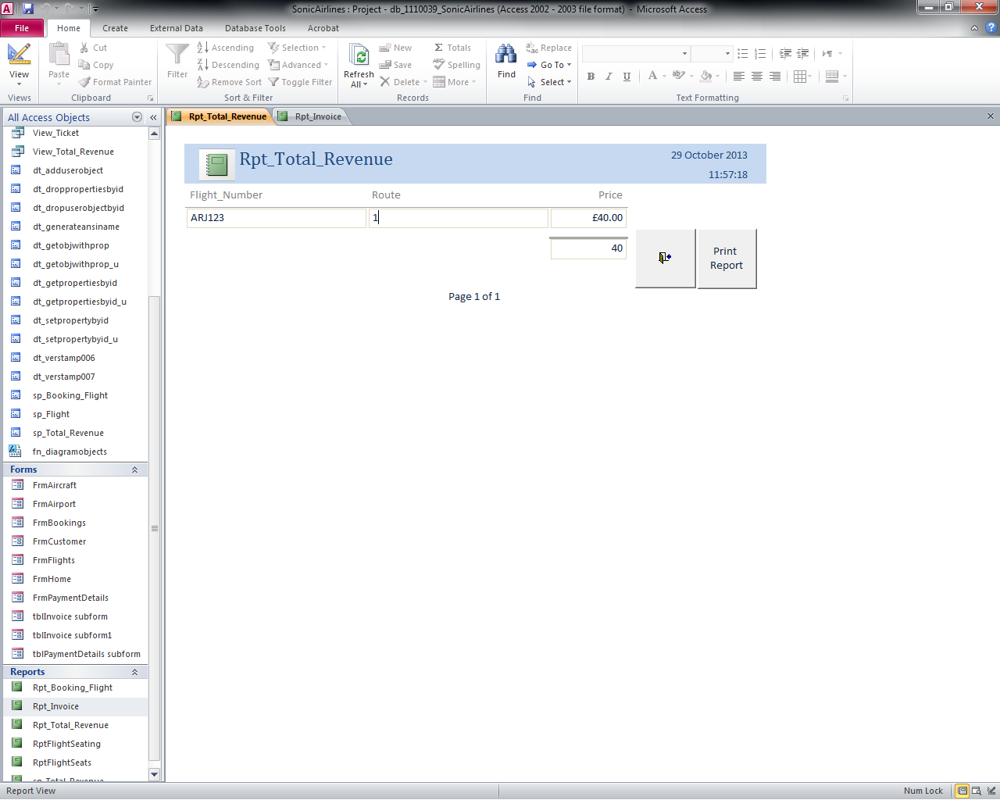 SonicAirlines : Project - db_1110039_SonicAirlines (Access 2002 - 2003 file format) - Microsoft Access
File Home Create External Data Database Tools Acrobat
View
Views
Paste
Cut
Copy
Format Painter
Clipboard
Filter
Ascending
Descending
Remove Sort
Selection
Advanced
Toggle Filter
Sort & Filter
Refresh
All
New
Save
Delete
Totals
Spelling
More
Records
Find
Replace
Go To
Select
Find
B I U
Text Formatting
All Access Objects
View_Ticket
View_Total_Revenue
dt_adduserobject
dt_droppropertiesbyid
dt_dropuserobjectbyid
dt_generateansiname
dt_getobjwithprop
dt_getobjwithprop_u
dt_getpropertiesbyid
dt_getpropertiesbyid_u
dt_setpropertybyid
dt_setpropertybyid_u
dt_verstamp006
dt_verstamp007
sp_Booking_Flight
sp_Flight
sp_Total_Revenue
fn_diagramobjects
Forms
FrmAircraft
FrmAirport
FrmBookings
FrmCustomer
FrmFlights
FrmHome
FrmPaymentDetails
tblInvoice subform
tblInvoice subform1
tblPaymentDetails subform
Reports
Rpt_Booking_Flight
Rpt_Invoice
Rpt_Total_Revenue
RptFlightSeating
RptFlightSeats
sp_Total_Revenue
Rpt_Total_Revenue Rpt_Invoice
Rpt_Total_Revenue
29 October 2013
11:57:18
Flight_Number Route Price
ARJ123 1 £40.00
40
Print
Report
Page 1 of 1
Report View
Num Lock